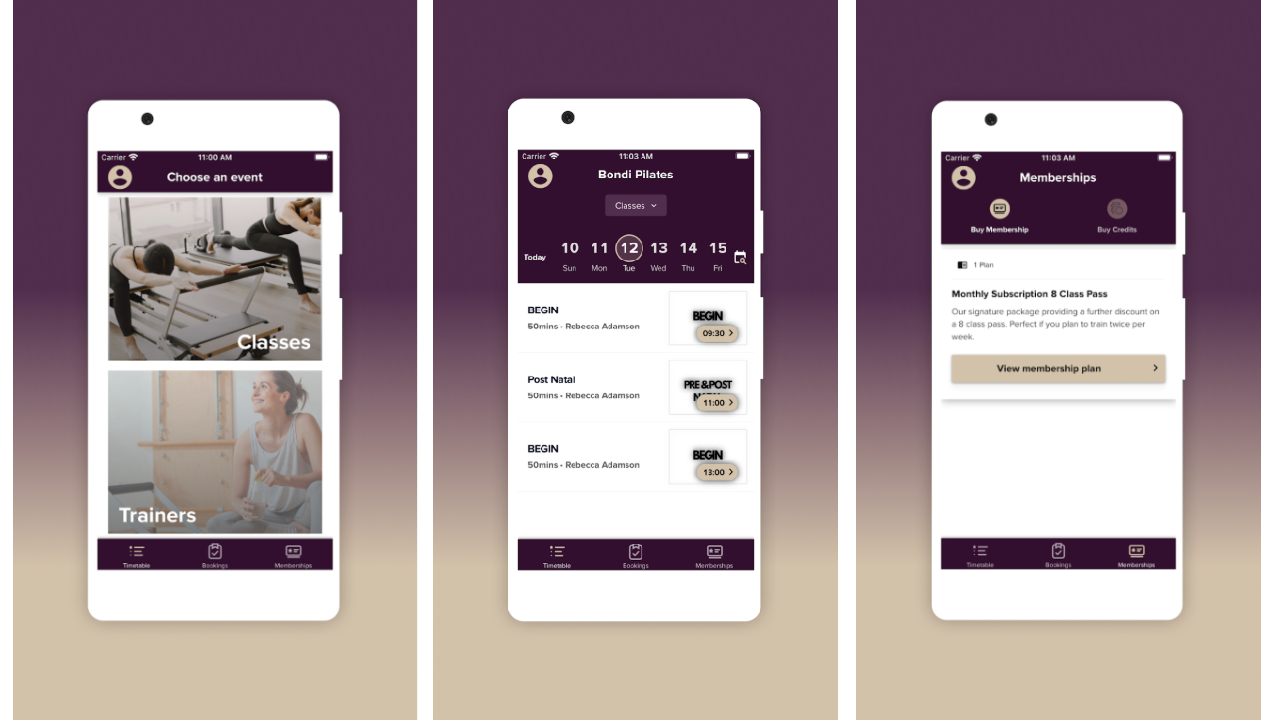 Carrier 11:00 AM
Choose an event
Classes
Trainers
Timetable Bookings Memberships
Carrier 11:03 AM
Bondi Pilates
Classes
Today 10 11 12 13 14 15
Sun Mon Tue Wed Thu Fri
BEGIN
50mins • Rebecca Adamson
BEGIN
09:30
Post Natal
50mins • Rebecca Adamson
PRE & POST
11:00
BEGIN
50mins • Rebecca Adamson
BEGIN
13:00
Timetable Bookings Memberships
Carrier 11:03 AM
Memberships
Buy Membership Buy Credits
1 Plan
Monthly Subscription 8 Class Pass
Our signature package providing a further discount on
a 8 class pass. Perfect if you plan to train twice per
week.
View membership plan
Timetable Bookings Memberships